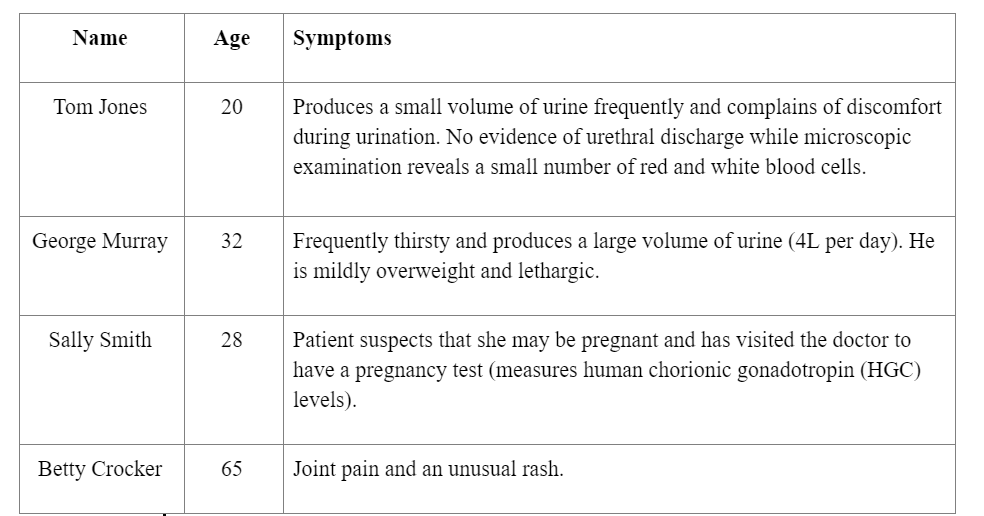 Name Age Symptoms
Tom Jones 20 Produces a small volume of urine frequently and complains of discomfort
during urination. No evidence of urethral discharge while microscopic
examination reveals a small number of red and white blood cells.
George Murray 32 Frequently thirsty and produces a large volume of urine (4L per day). He
is mildly overweight and lethargic.
Sally Smith 28 Patient suspects that she may be pregnant and has visited the doctor to
have a pregnancy test (measures human chorionic gonadotropin (HGC)
levels).
Betty Crocker 65 Joint pain and an unusual rash.